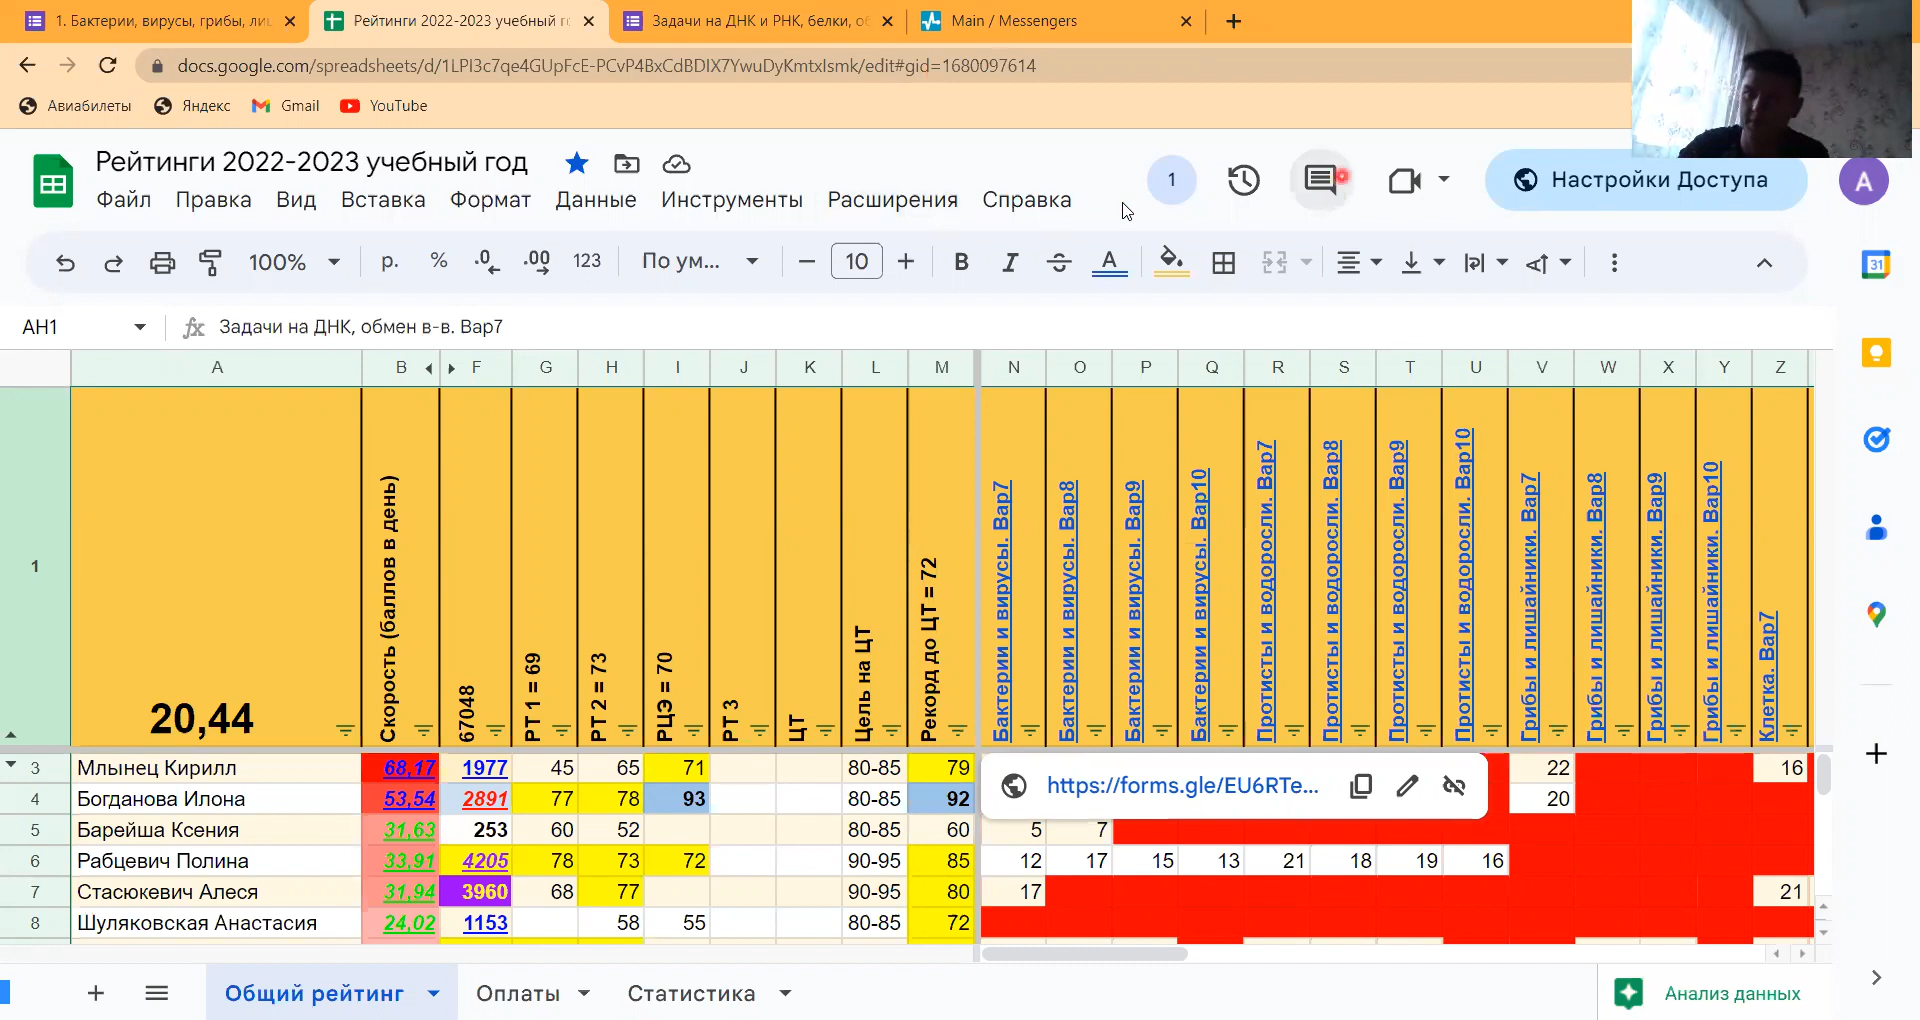 1. Бактерии, вирусы, грибы, ли
Рейтинги 2022-2023 учебный г
Задачи на ДНК и РНК, белки, о
Main / Messengers
docs.google.com/spreadsheets/d/1LPI3c7qe4GUpFcE-PCvP4BxCdBDIX7YwuDyKmtxIsmk/edit#gid=1680097614
Авиабилеты
Яндекс
Gmail
YouTube
Рейтинги 2022-2023 учебный год
Файл Правка Вид Вставка Формат Данные Инструменты Расширения Справка
1
Настройки Доступа
A
100% р. % .0 .00 123 По ум... 10 B I A
31
AH1
Задачи на ДНК, обмен в-в. Вар7
A B F G H I J K L M N O P Q R S T U V W X Y Z
1
20,44
Скорость (баллов в день)
67048
РТ 1 = 69
РТ 2 = 73
РЦЭ = 70
РТ 3
ЦТ
Цель на ЦТ
Рекорд до ЦТ = 72
Бактерии и вирусы. Вар7
Бактерии и вирусы. Вар8
Бактерии и вирусы. Вар9
Бактерии и вирусы. Вар10
Протисты и водоросли. Вар7
Протисты и водоросли. Вар8
Протисты и водоросли. Вар9
Протисты и водоросли. Вар10
Грибы и лишайники. Вар7
Грибы и лишайники. Вар8
Грибы и лишайники. Вар9
Грибы и лишайники. Вар10
Клетка. Вар7
3 Млынец Кирилл 68,17 1977 45 65 71 80-85 79 22 16
https://forms.gle/EU6RTe...
4 Богданова Илона 53,54 2891 77 78 93 80-85 92 20
5 Барейша Ксения 31,63 253 60 52 80-85 60 5 7
6 Рабцевич Полина 33,91 4205 78 73 72 90-95 85 12 17 15 13 21 18 19 16
7 Стасюкевич Алеся 31,94 3960 68 77 90-95 80 17 21
8 Шуляковская Анастасия 24,02 1153 58 55 80-85 72
Общий рейтинг
Оплаты
Статистика
Анализ данных